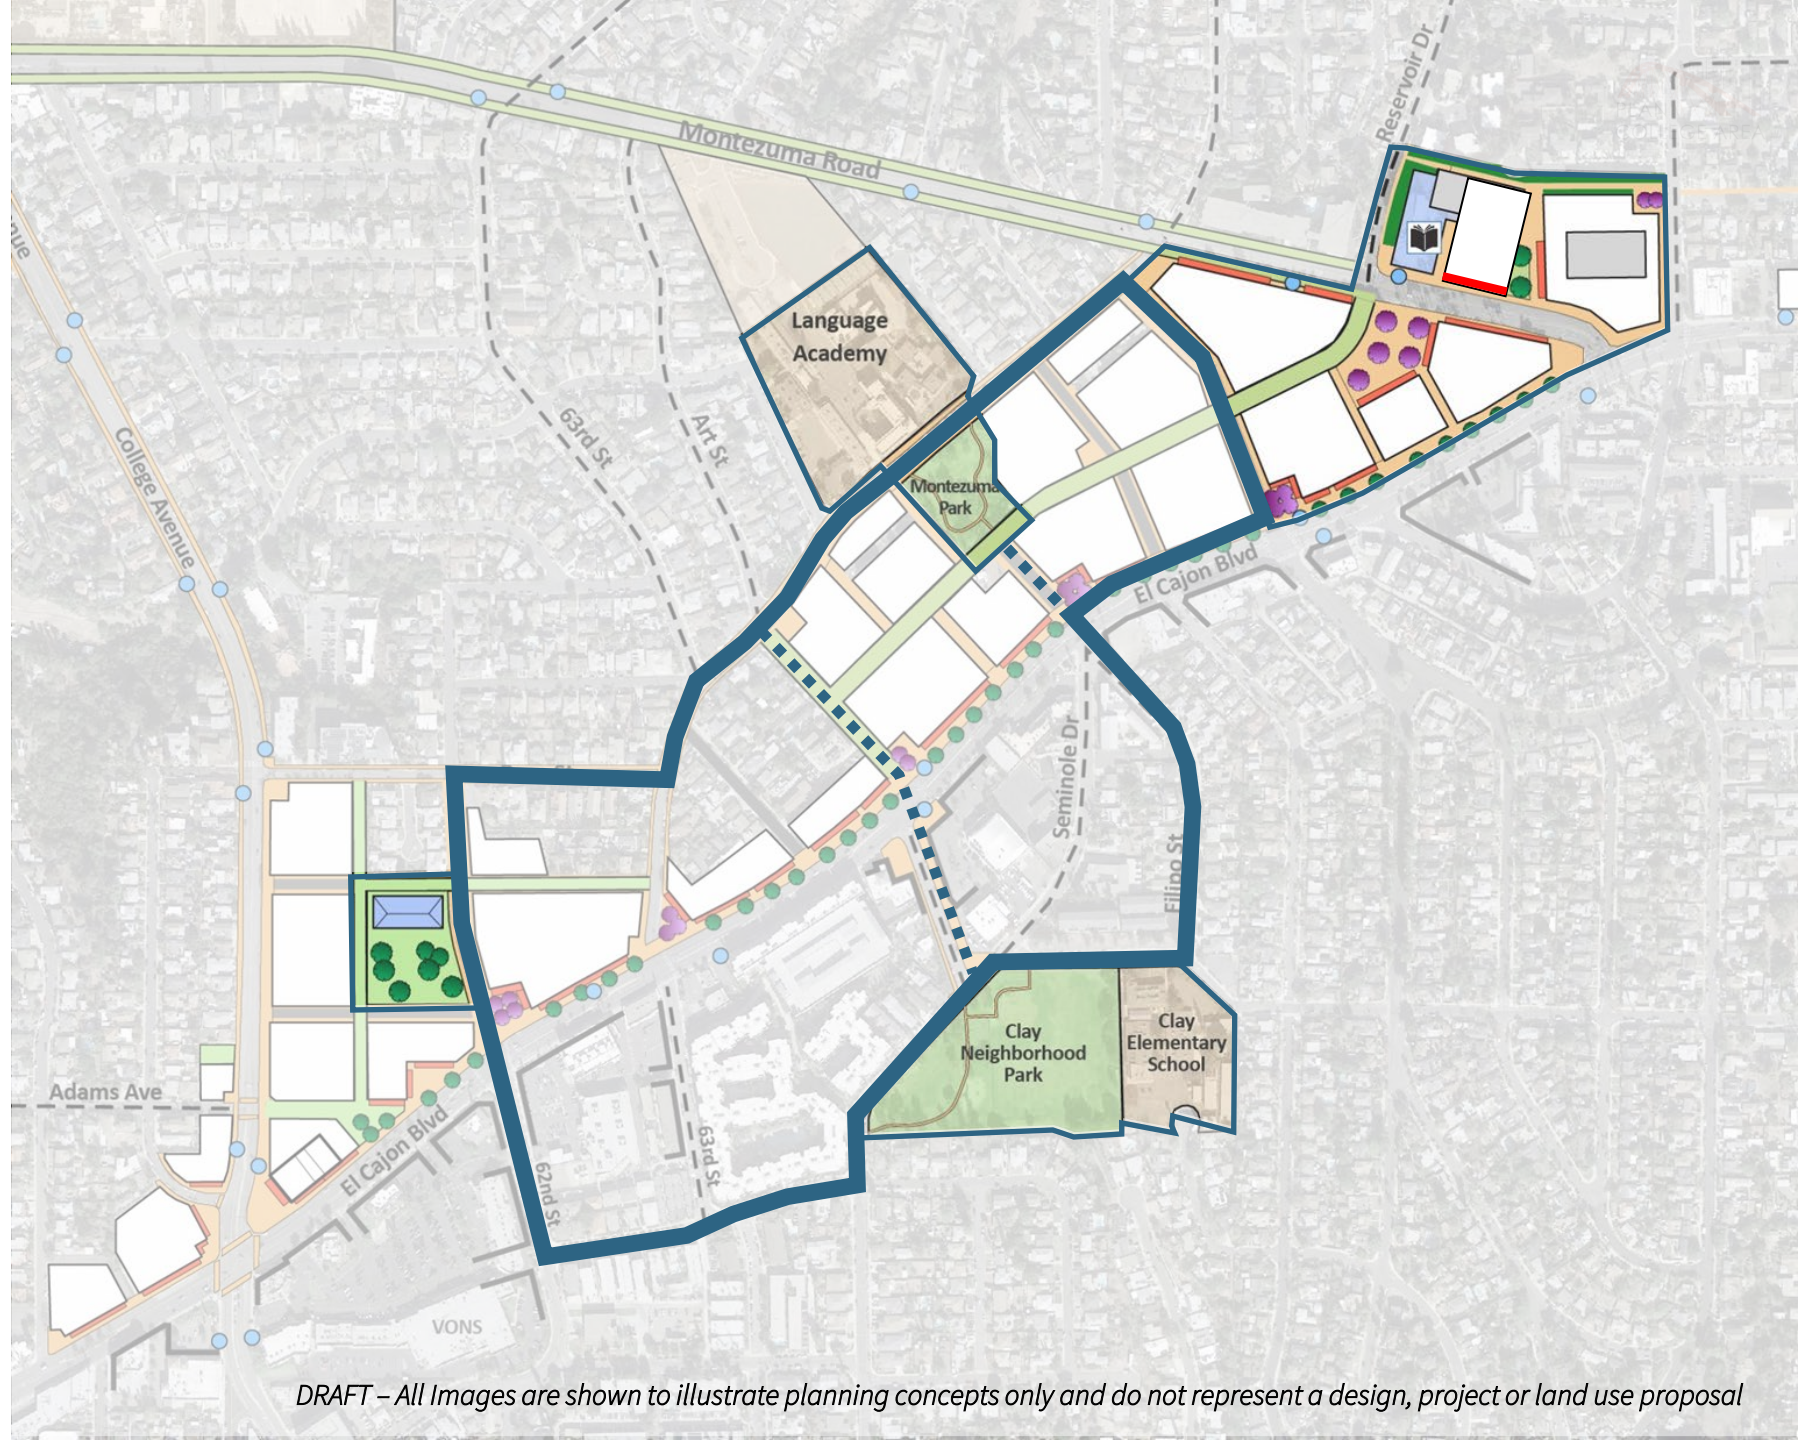 Reservoir Dr
Montezuma Road
Language
Academy
63rd St
Art St
College Avenue
Montezuma
Park
El Cajon Blvd
Seminole Dr
Filipo St
Clay
Neighborhood
Park
Clay
Elementary
School
Adams Ave
El Cajon Blvd
62nd St
63rd St
VONS
DRAFT – All Images are shown to illustrate planning concepts only and do not represent a design, project or land use proposal